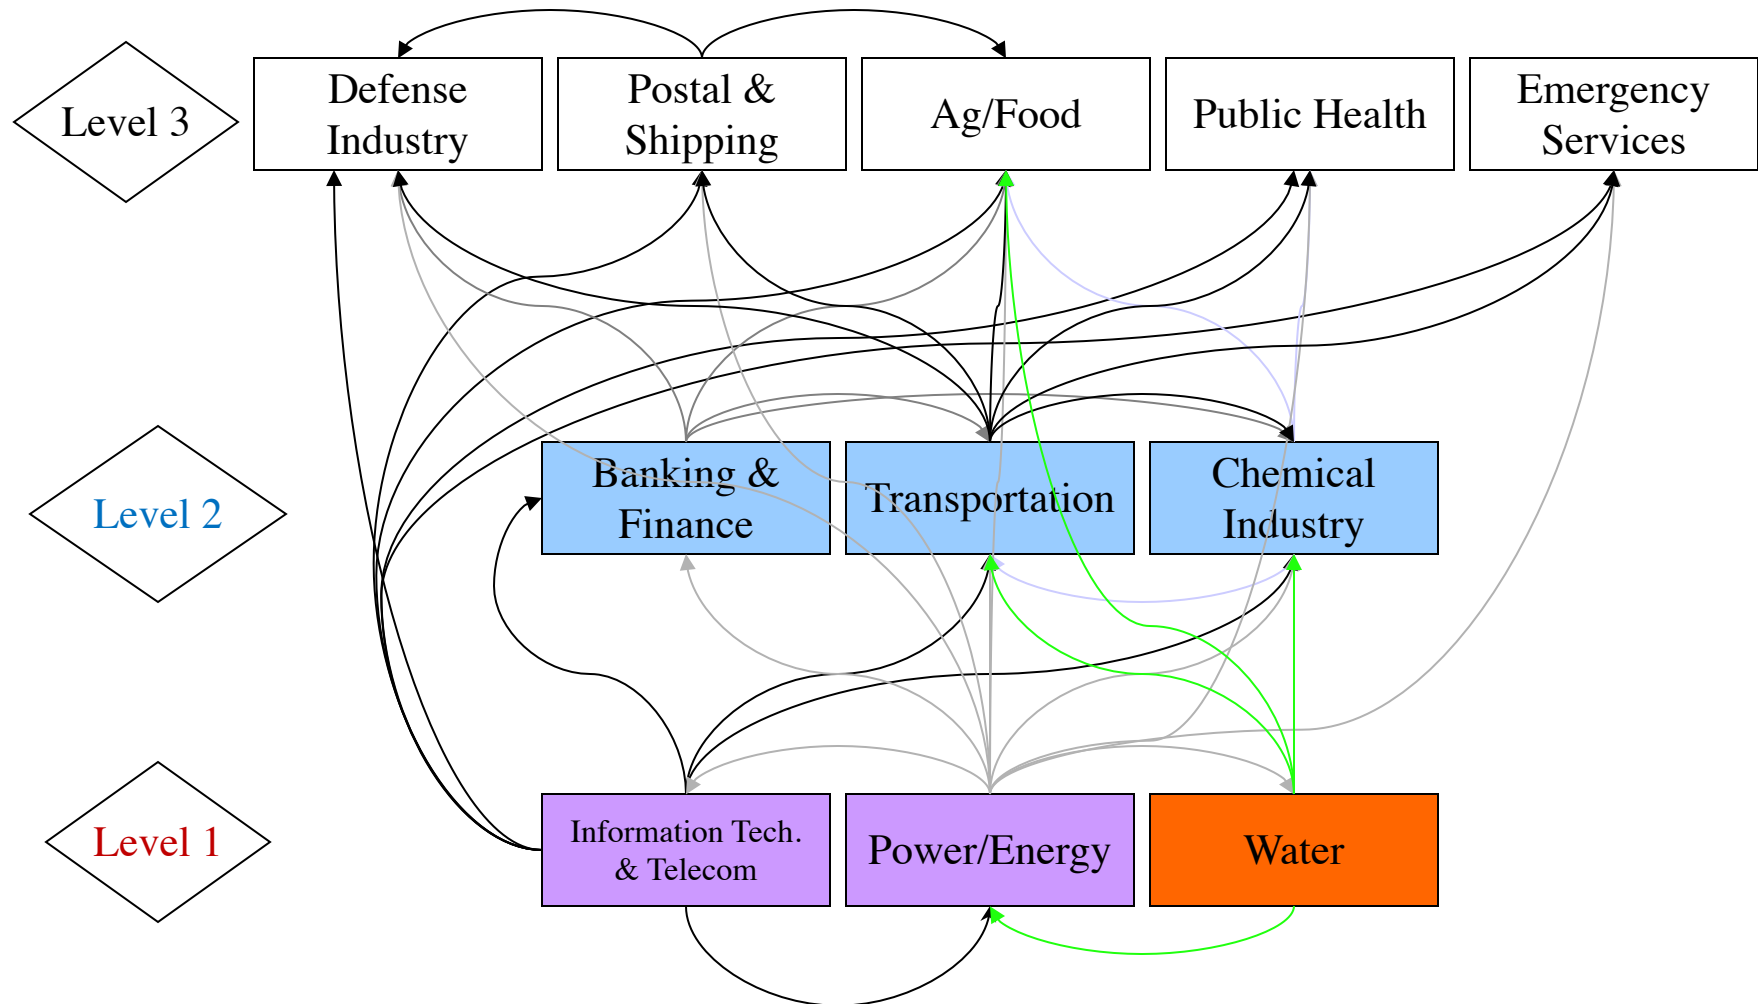 Level 3
Defense
Industry
Postal &
Shipping
Ag/Food
Public Health
Emergency
Services
Level 2
Banking &
Finance
Transportation
Chemical
Industry
Level 1
Information Tech.
& Telecom
Power/Energy
Water